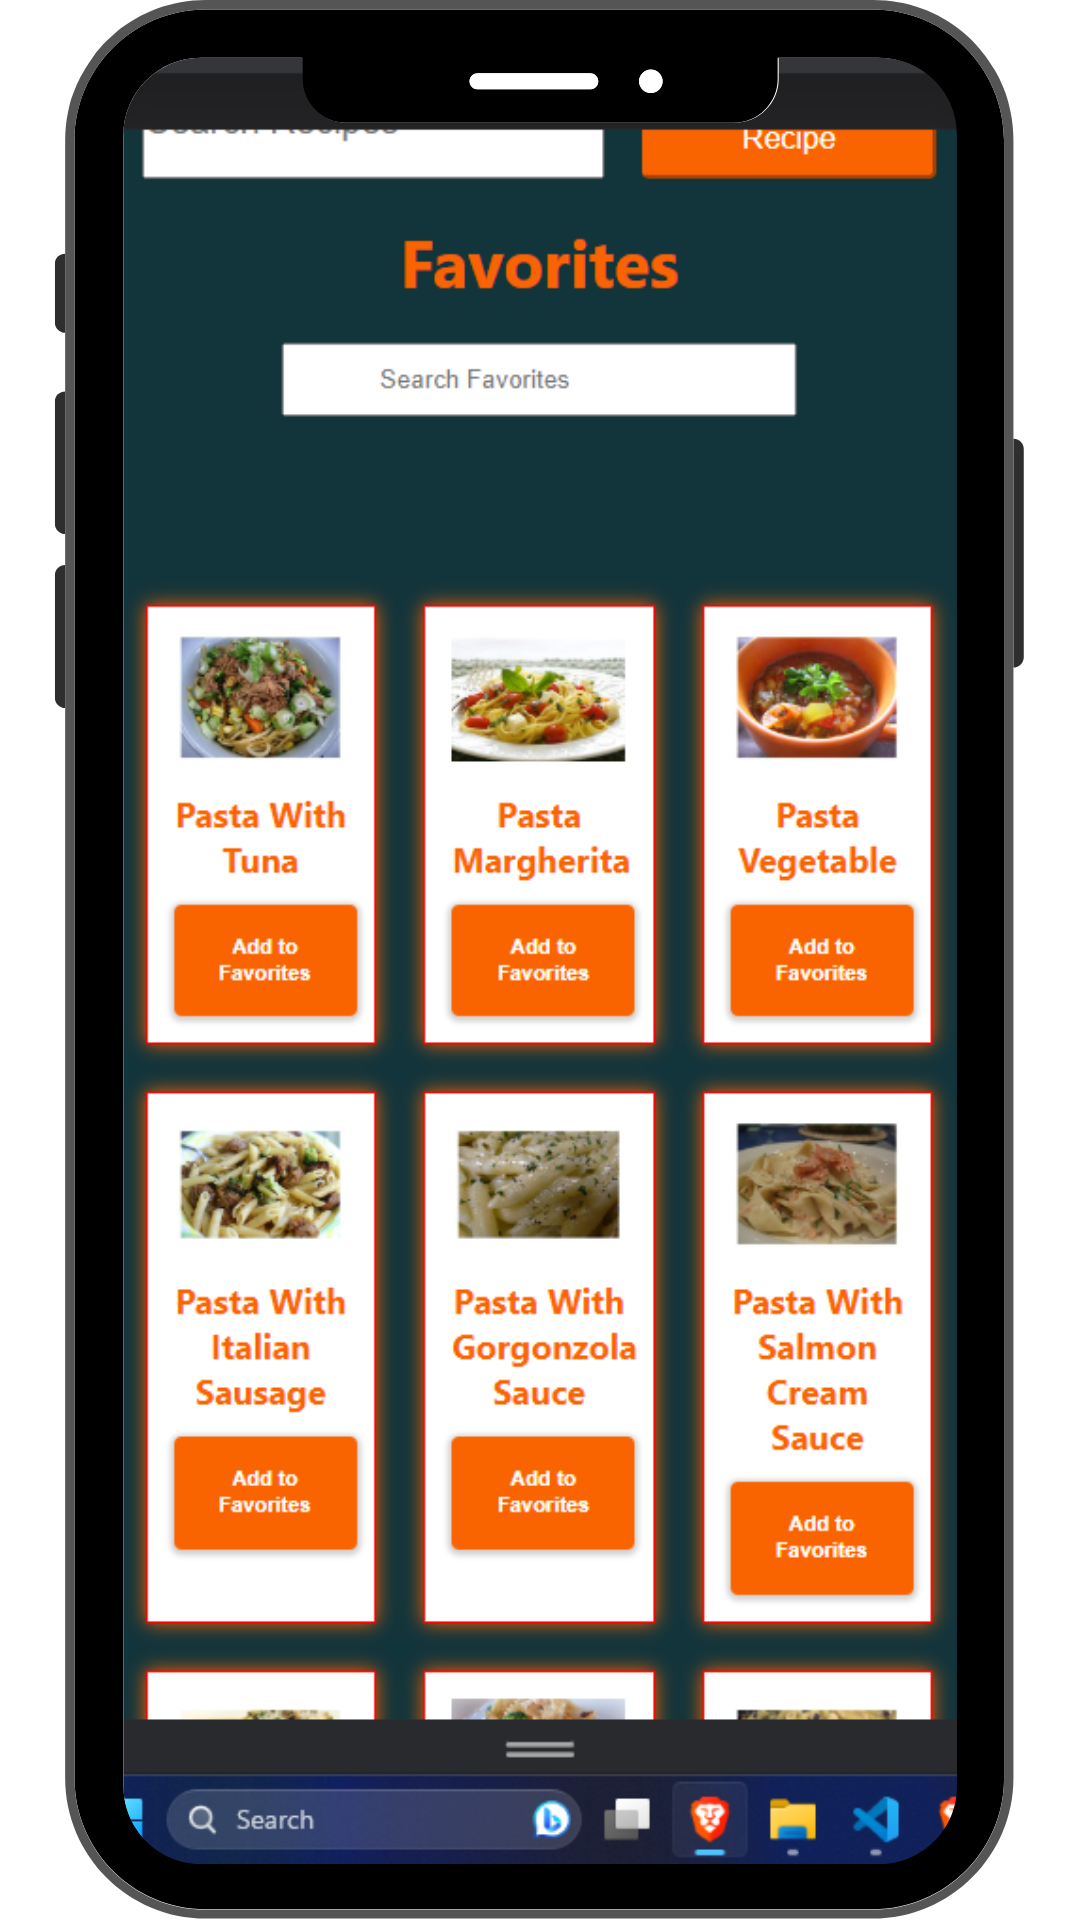 Search Recipes
Recipe
Favorites
Search Favorites
Pasta With
Tuna
Add to
Favorites
Pasta
Margherita
Add to
Favorites
Pasta
Vegetable
Add to
Favorites
Pasta With
Italian
Sausage
Add to
Favorites
Pasta With
Gorgonzola
Sauce
Add to
Favorites
Pasta With
Salmon
Cream
Sauce
Add to
Favorites
Search